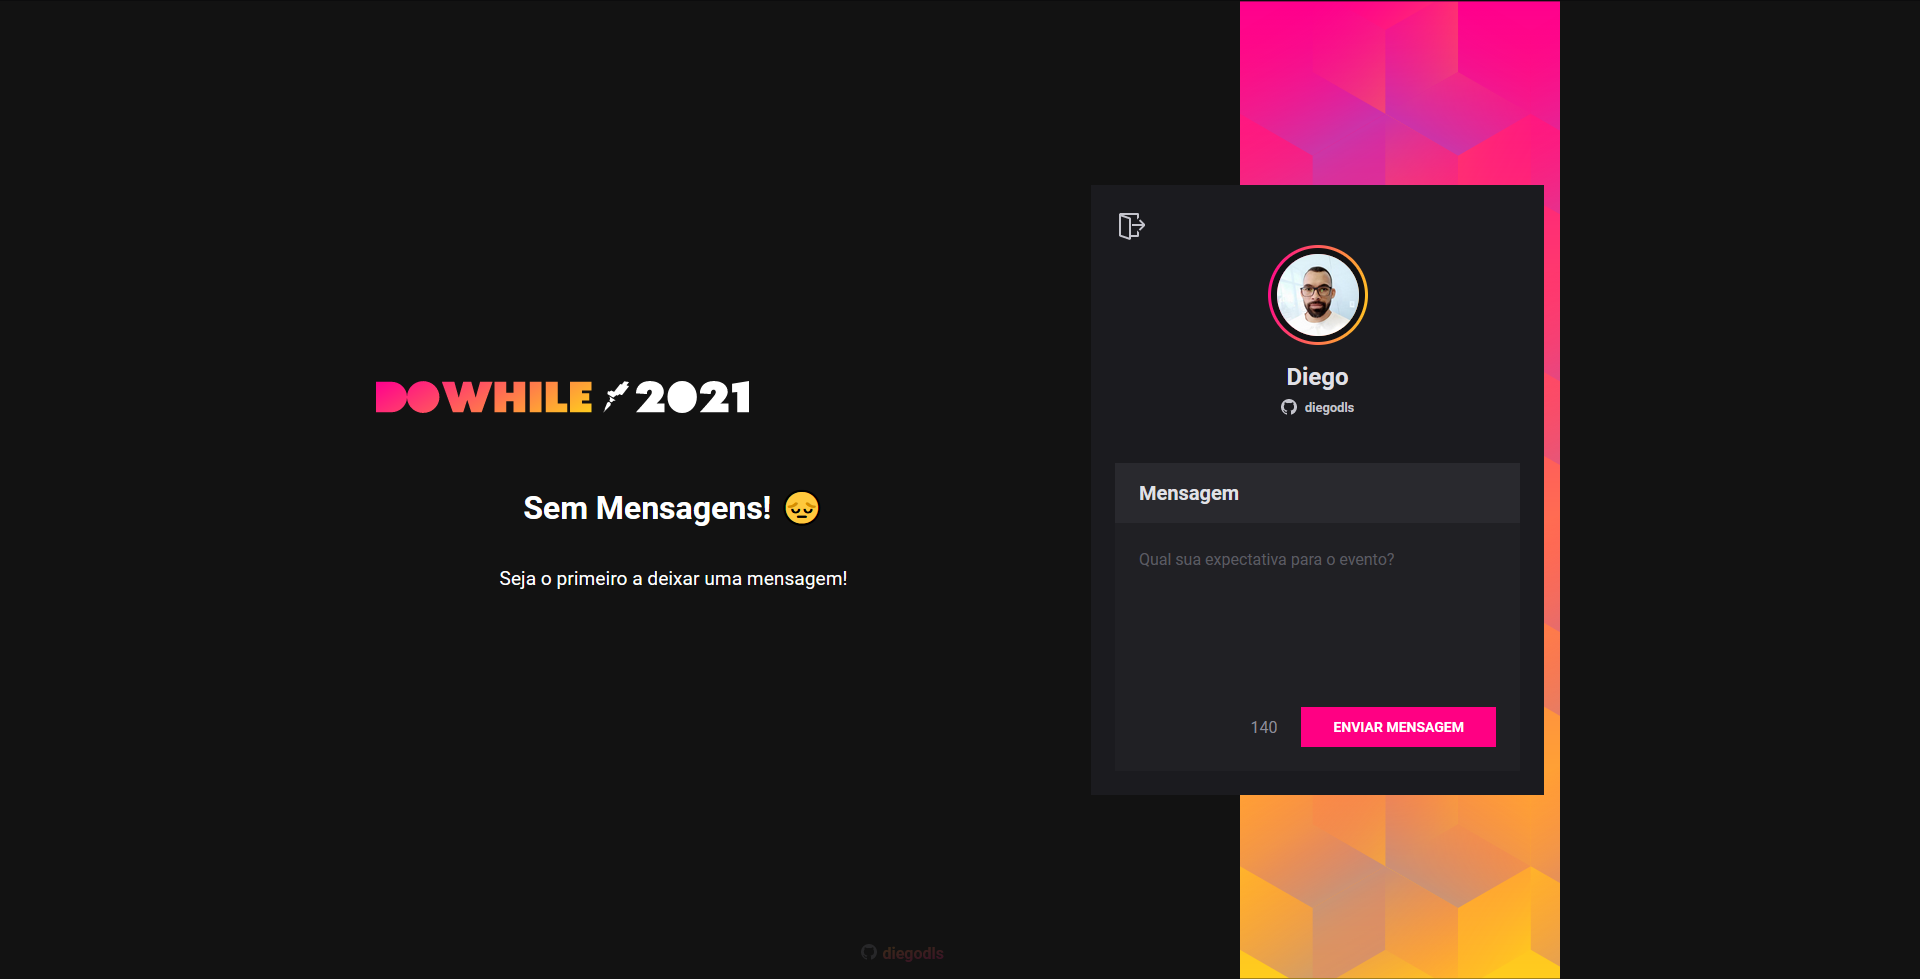 DOWHILE 2021
Sem Mensagens! 😔
Seja o primeiro a deixar uma mensagem!
Diego
diegodls
Mensagem
Qual sua expectativa para o evento?
140
ENVIAR MENSAGEM
diegodls